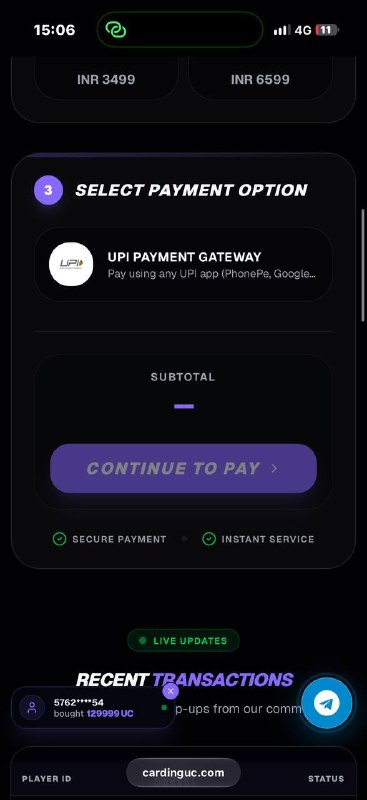 15:06
4G
11
INR 3499
INR 6599
3
SELECT PAYMENT OPTION
UPI
UPI PAYMENT GATEWAY
Pay using any UPI app (PhonePe, Google...
SUBTOTAL
CONTINUE TO PAY
SECURE PAYMENT
INSTANT SERVICE
LIVE UPDATES
RECENT TRANSACTIONS
5762****54
bought 129999 UC
p-ups from our comm
cardinguc.com
PLAYER ID
STATUS